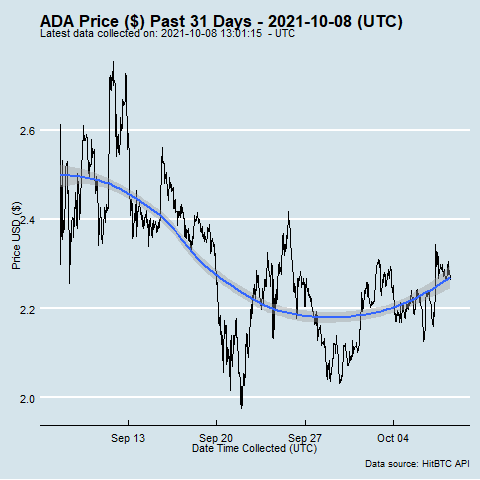 ADA Price ($) Past 31 Days - 2021-10-08 (UTC)
Latest data collected on: 2021-10-08 13:01:15 - UTC
Price USD ($)
2.6
2.4
2.2
2.0
Sep 13
Sep 20
Sep 27
Oct 04
Date Time Collected (UTC)
Data source: HitBTC API